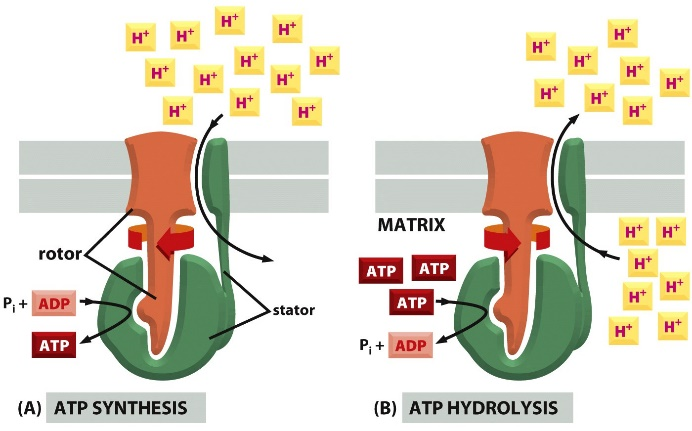 H+
H+
H+
H+
H+
H+
H+
H+
H+
H+
H+
H+
rotor
Pi + ADP
ATP
stator
(A) ATP SYNTHESIS
H+
H+
H+
H+
H+
H+
H+
H+
MATRIX
H+
H+
H+
H+
H+
H+
H+
ATP
ATP
ATP
Pi + ADP
(B) ATP HYDROLYSIS